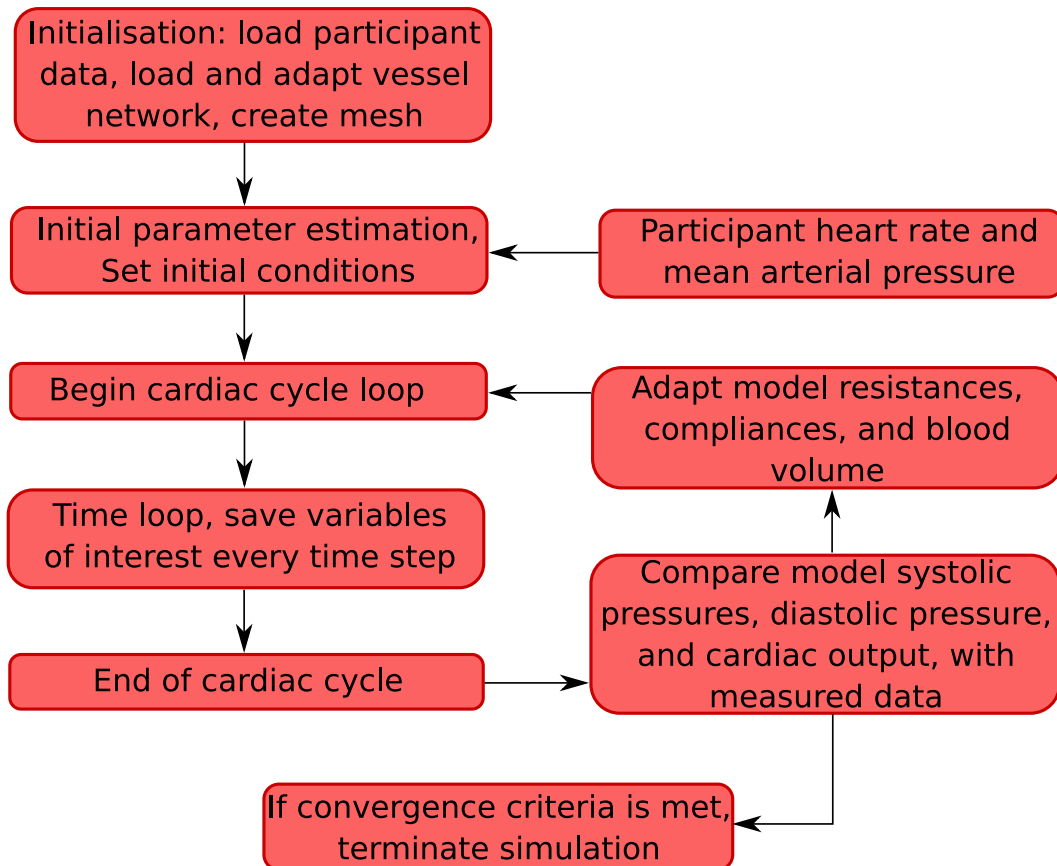 Initialisation: load participant
data, load and adapt vessel
network, create mesh
Initial parameter estimation,
Set initial conditions
Participant heart rate and
mean arterial pressure
Begin cardiac cycle loop
Adapt model resistances,
compliances, and blood
volume
Time loop, save variables
of interest every time step
Compare model systolic
pressures, diastolic pressure,
and cardiac output, with
measured data
End of cardiac cycle
If convergence criteria is met,
terminate simulation